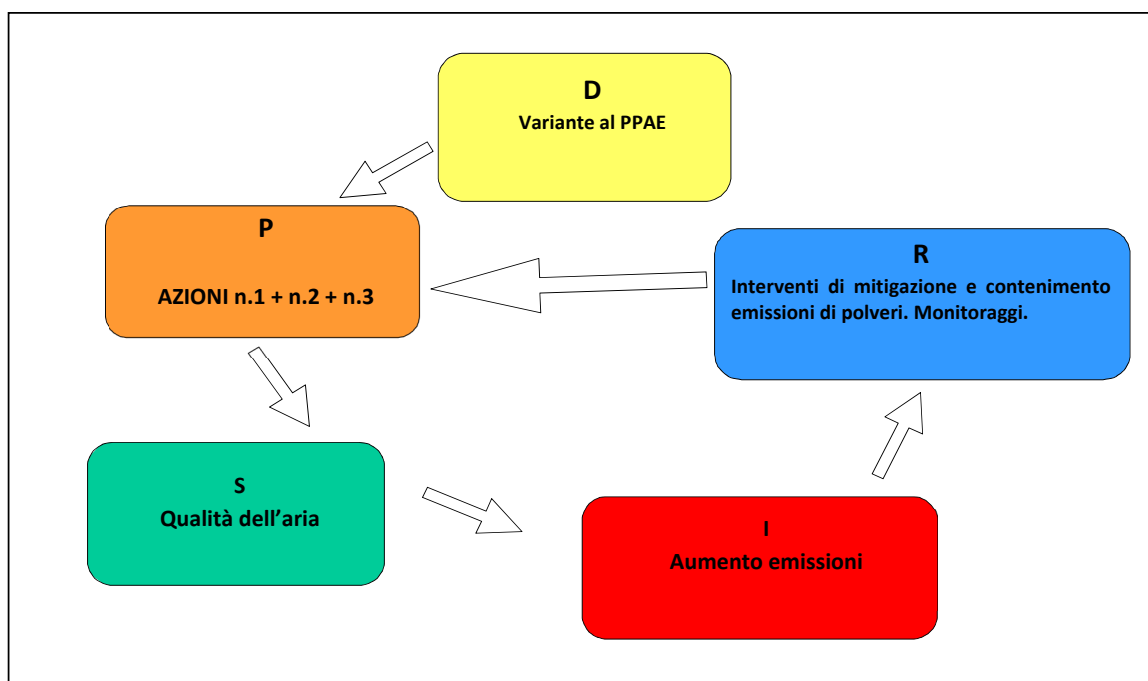 D
Variante al PPAE
P
AZIONI n.1 + n.2 + n.3
R
Interventi di mitigazione e contenimento
emissioni di polveri. Monitoraggi.
S
Qualità dell’aria
I
Aumento emissioni